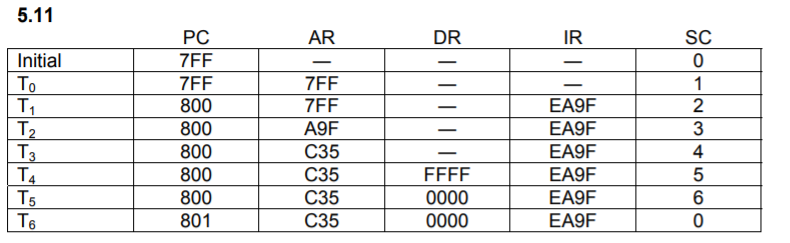 5.11
PC AR DR IR SC
Initial 7FF — — — 0
T₀ 7FF 7FF — — 1
T₁ 800 7FF — EA9F 2
T₂ 800 A9F — EA9F 3
T₃ 800 C35 — EA9F 4
T₄ 800 C35 FFFF EA9F 5
T₅ 800 C35 0000 EA9F 6
T₆ 801 C35 0000 EA9F 0